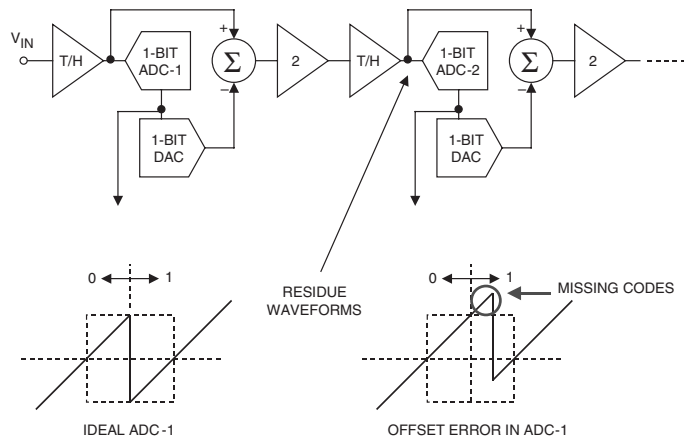 V_IN
T/H
1-BIT
ADC-1
+
Σ
–
2
T/H
1-BIT
ADC-2
+
Σ
–
2
1-BIT
DAC
1-BIT
DAC
0 1
RESIDUE
WAVEFORMS
0 1
MISSING CODES
IDEAL ADC-1
OFFSET ERROR IN ADC-1